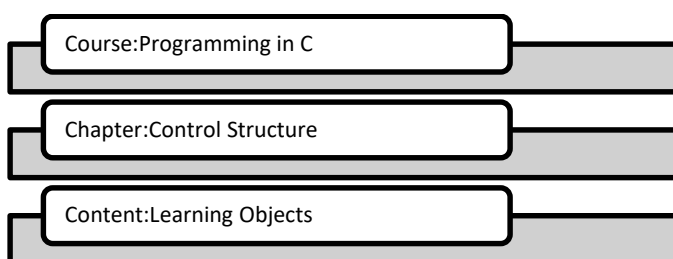 Course:Programming in C
Chapter:Control Structure
Content:Learning Objects